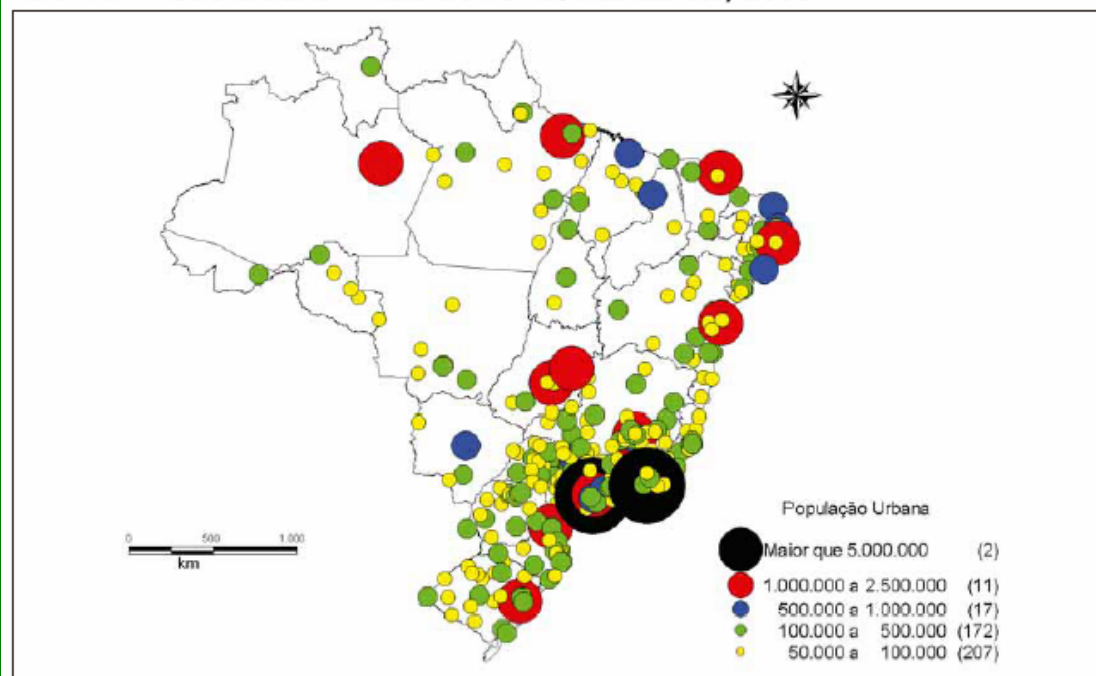 0 500 1.000
km
População Urbana
Maior que 5.000.000 (2)
1.000.000 a 2.500.000 (11)
500.000 a 1.000.000 (17)
100.000 a 500.000 (172)
50.000 a 100.000 (207)